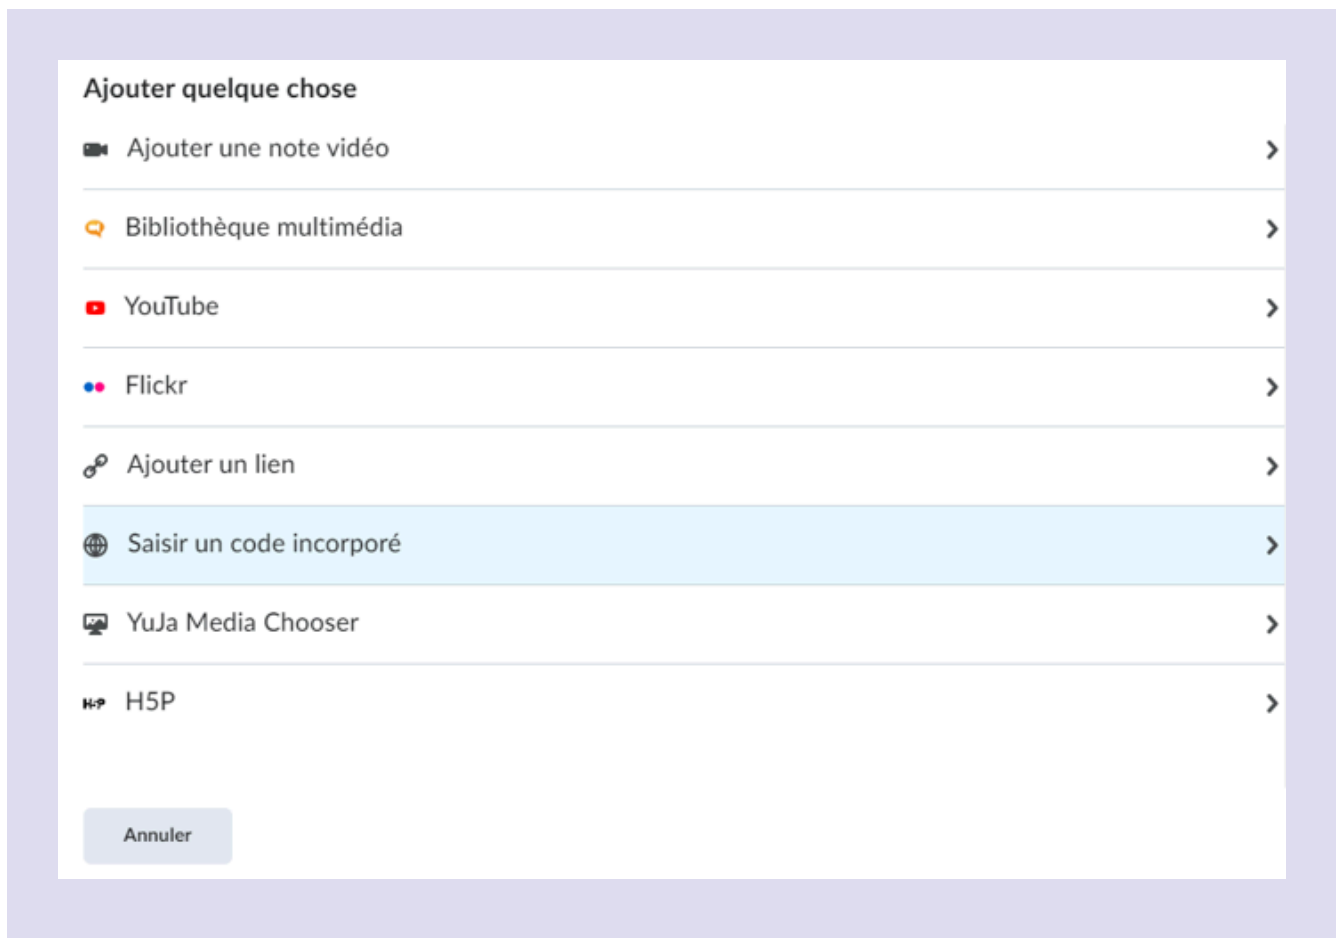 Ajouter quelque chose
Ajouter une note vidéo
Bibliothèque multimédia
YouTube
Flickr
Ajouter un lien
Saisir un code incorporé
YuJa Media Chooser
H5P H5P
Annuler